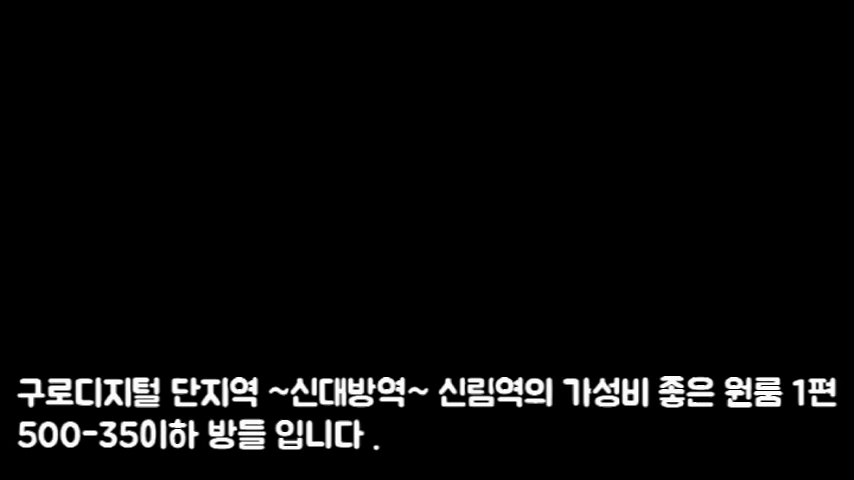 구로디지털 단지역 ~신대방역~ 신림역의 가성비 좋은 원룸 1편
500-35이하 방들 입니다 .